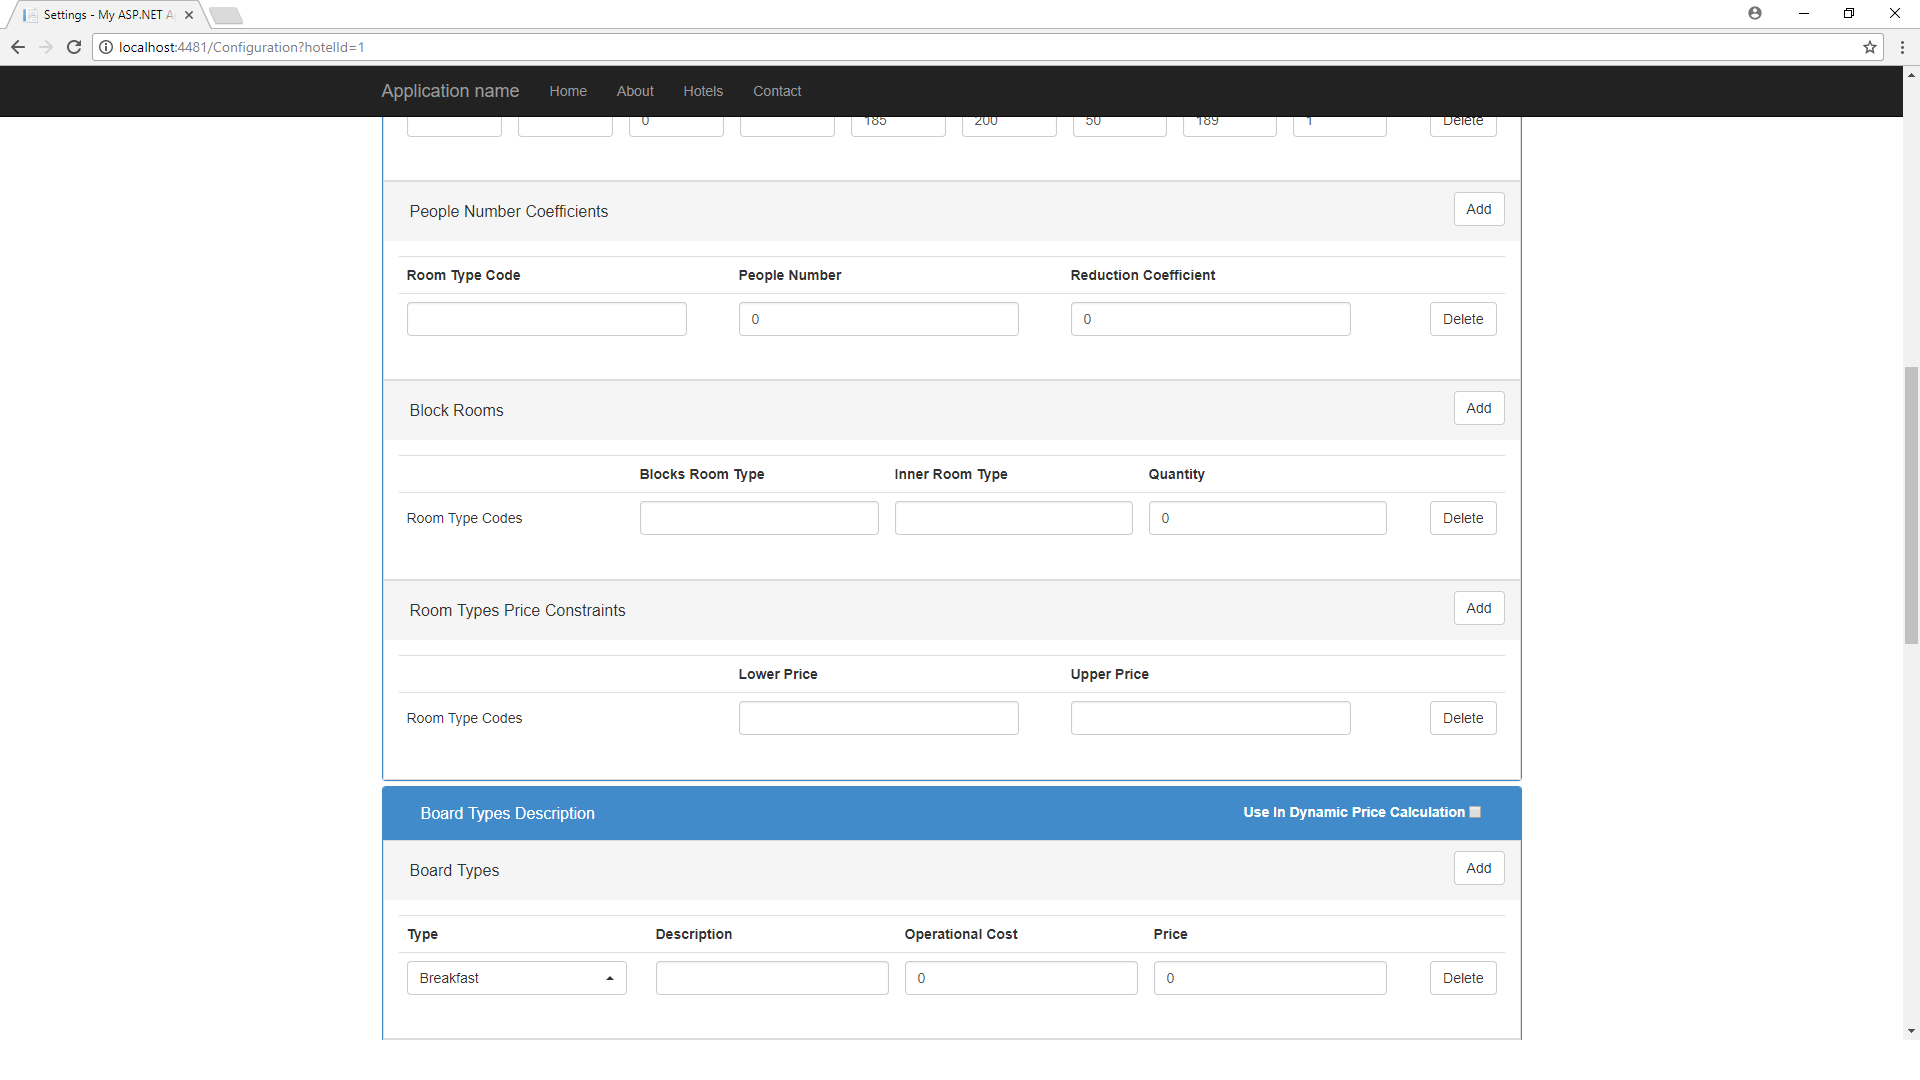 Settings - My ASP.NET A
localhost:4481/Configuration?hotelId=1
Application name Home About Hotels Contact
0 185 200 50 189 1 Delete
People Number Coefficients Add
Room Type Code People Number Reduction Coefficient
0 0 Delete
Block Rooms Add
Blocks Room Type Inner Room Type Quantity
Room Type Codes 0 Delete
Room Types Price Constraints Add
Lower Price Upper Price
Room Type Codes Delete
Board Types Description Use In Dynamic Price Calculation
Board Types Add
Type Description Operational Cost Price
Breakfast 0 0 Delete